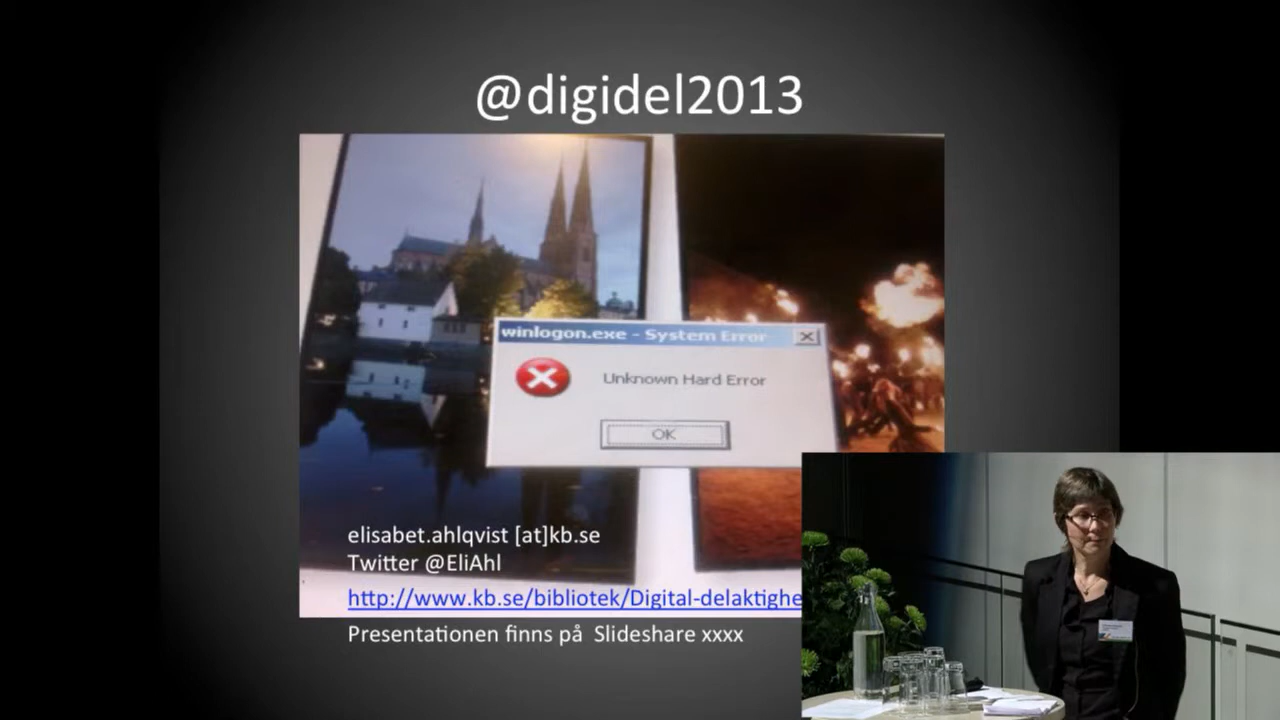 @digidel2013
winlogon.exe - System Error
Unknown Hard Error
OK
elisabet.ahlqvist [at]kb.se
Twitter @EliAhl
http://www.kb.se/bibliotek/Digital-delaktighe
Presentationen finns på Slideshare xxxx